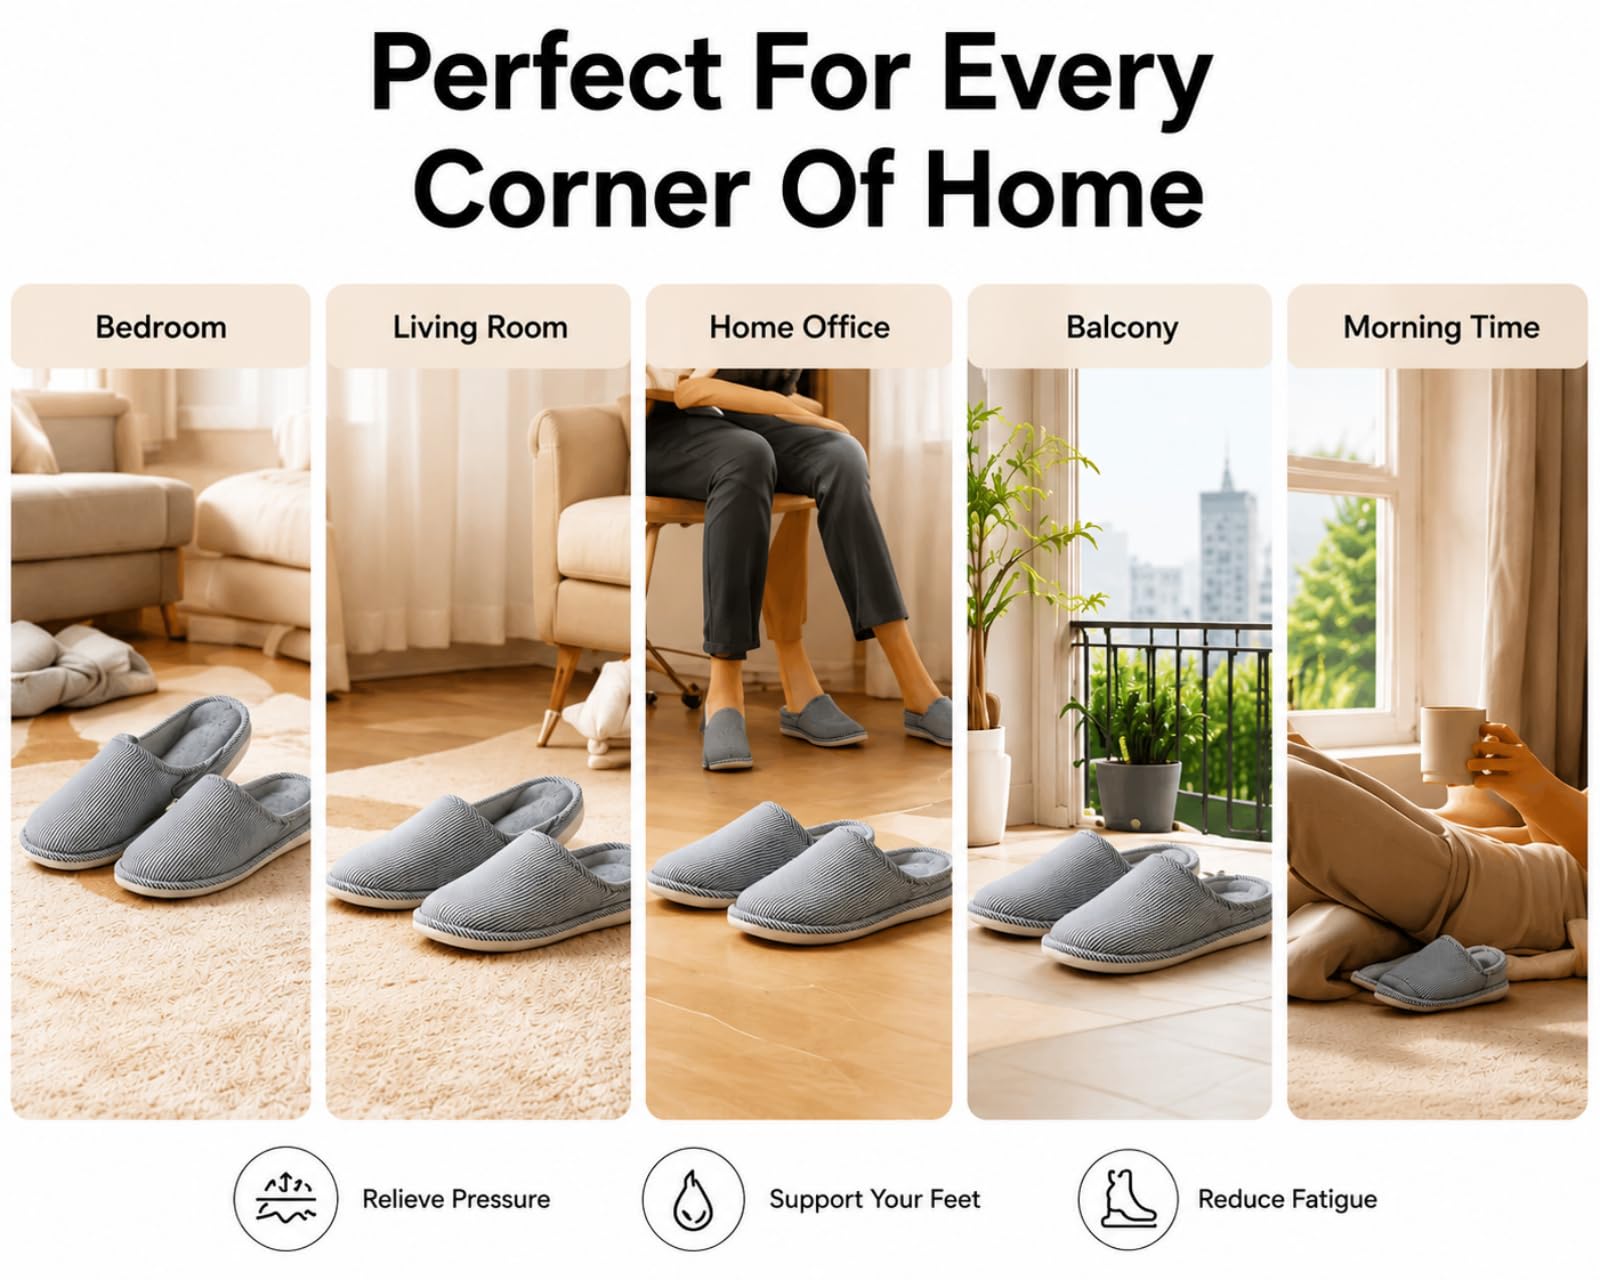 Perfect For Every
Corner Of Home
Bedroom
Living Room
Home Office
Balcony
Morning Time
Relieve Pressure
Support Your Feet
Reduce Fatigue